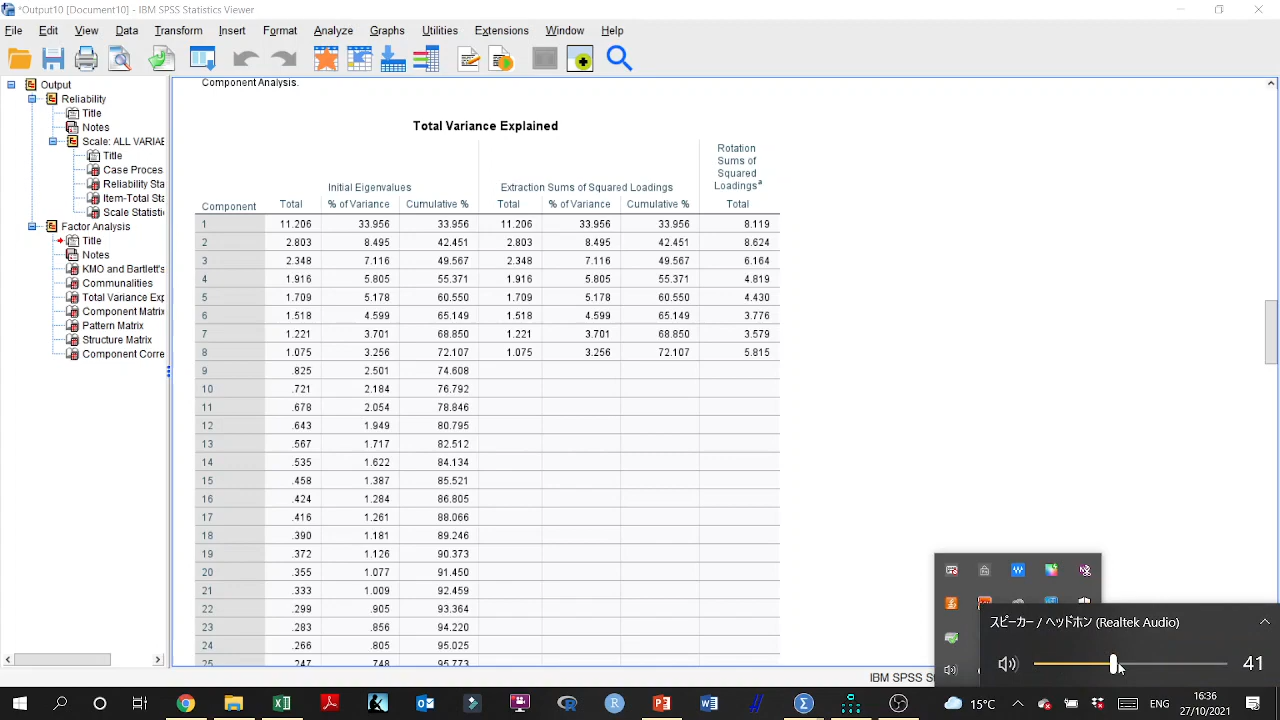 *Output10 [Document10] - IBM SPSS Statistics Viewer
File Edit View Data Transform Insert Format Analyze Graphs Utilities Extensions Window Help
Output
Reliability
Title
Notes
Scale: ALL VARIAE
Title
Case Proces
Reliability Sta
Item-Total Sta
Scale Statistic
Factor Analysis
Title
Notes
KMO and Bartlett's
Communalities
Total Variance Exp
Component Matrix
Pattern Matrix
Structure Matrix
Component Corre
Component Analysis.
Total Variance Explained
Component Initial Eigenvalues Extraction Sums of Squared Loadings Rotation Sums of Squared Loadingsa
Total % of Variance Cumulative % Total % of Variance Cumulative % Total
1 11.206 33.956 33.956 11.206 33.956 33.956 8.119
2 2.803 8.495 42.451 2.803 8.495 42.451 8.624
3 2.348 7.116 49.567 2.348 7.116 49.567 6.164
4 1.916 5.805 55.371 1.916 5.805 55.371 4.819
5 1.709 5.178 60.550 1.709 5.178 60.550 4.430
6 1.518 4.599 65.149 1.518 4.599 65.149 3.776
7 1.221 3.701 68.850 1.221 3.701 68.850 3.579
8 1.075 3.256 72.107 1.075 3.256 72.107 5.815
9 .825 2.501 74.608
10 .721 2.184 76.792
11 .678 2.054 78.846
12 .643 1.949 80.795
13 .567 1.717 82.512
14 .535 1.622 84.134
15 .458 1.387 85.521
16 .424 1.284 86.805
17 .416 1.261 88.066
18 .390 1.181 89.246
19 .372 1.126 90.373
20 .355 1.077 91.450
21 .333 1.009 92.459
22 .299 .905 93.364
23 .283 .856 94.220
24 .266 .805 95.025
25 .247 .748 95.773
スピーカー / ヘッドホン (Realtek Audio)
41
IBM SPSS S
15°C
ENG
16:36
27/10/2021